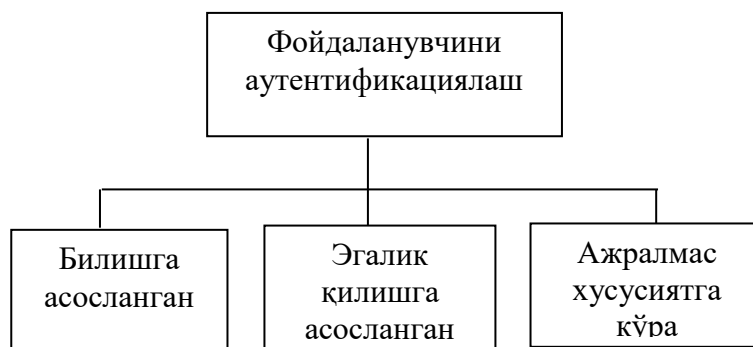 Фойдаланувчини
аутентификациялаш
Билишга
асосланган
Эгалик
қилишга
асосланган
Ажралмас
хусусиятга
кўра